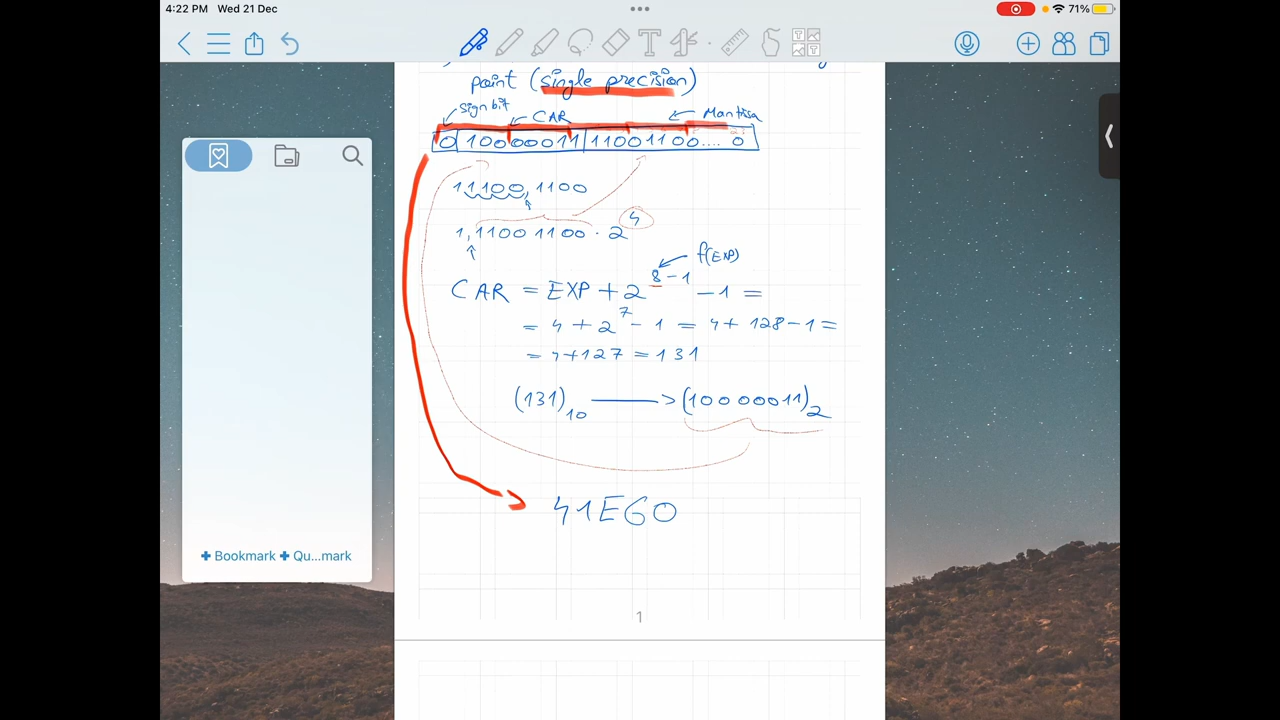 4:22 PM Wed 21 Dec
71%
point (single precision)
Sign bit CAR Mantissa
0 10000011 11001100.... 0
11100,1100
1,11001100 · 2^4
f(EXP)
CAR = EXP + 2^8-1 - 1 =
= 4 + 2^7 - 1 = 4 + 128 - 1 =
= 4 + 127 = 131
(131)10 ⟶ (10000011)2
41E60
Bookmark Qu...mark
1